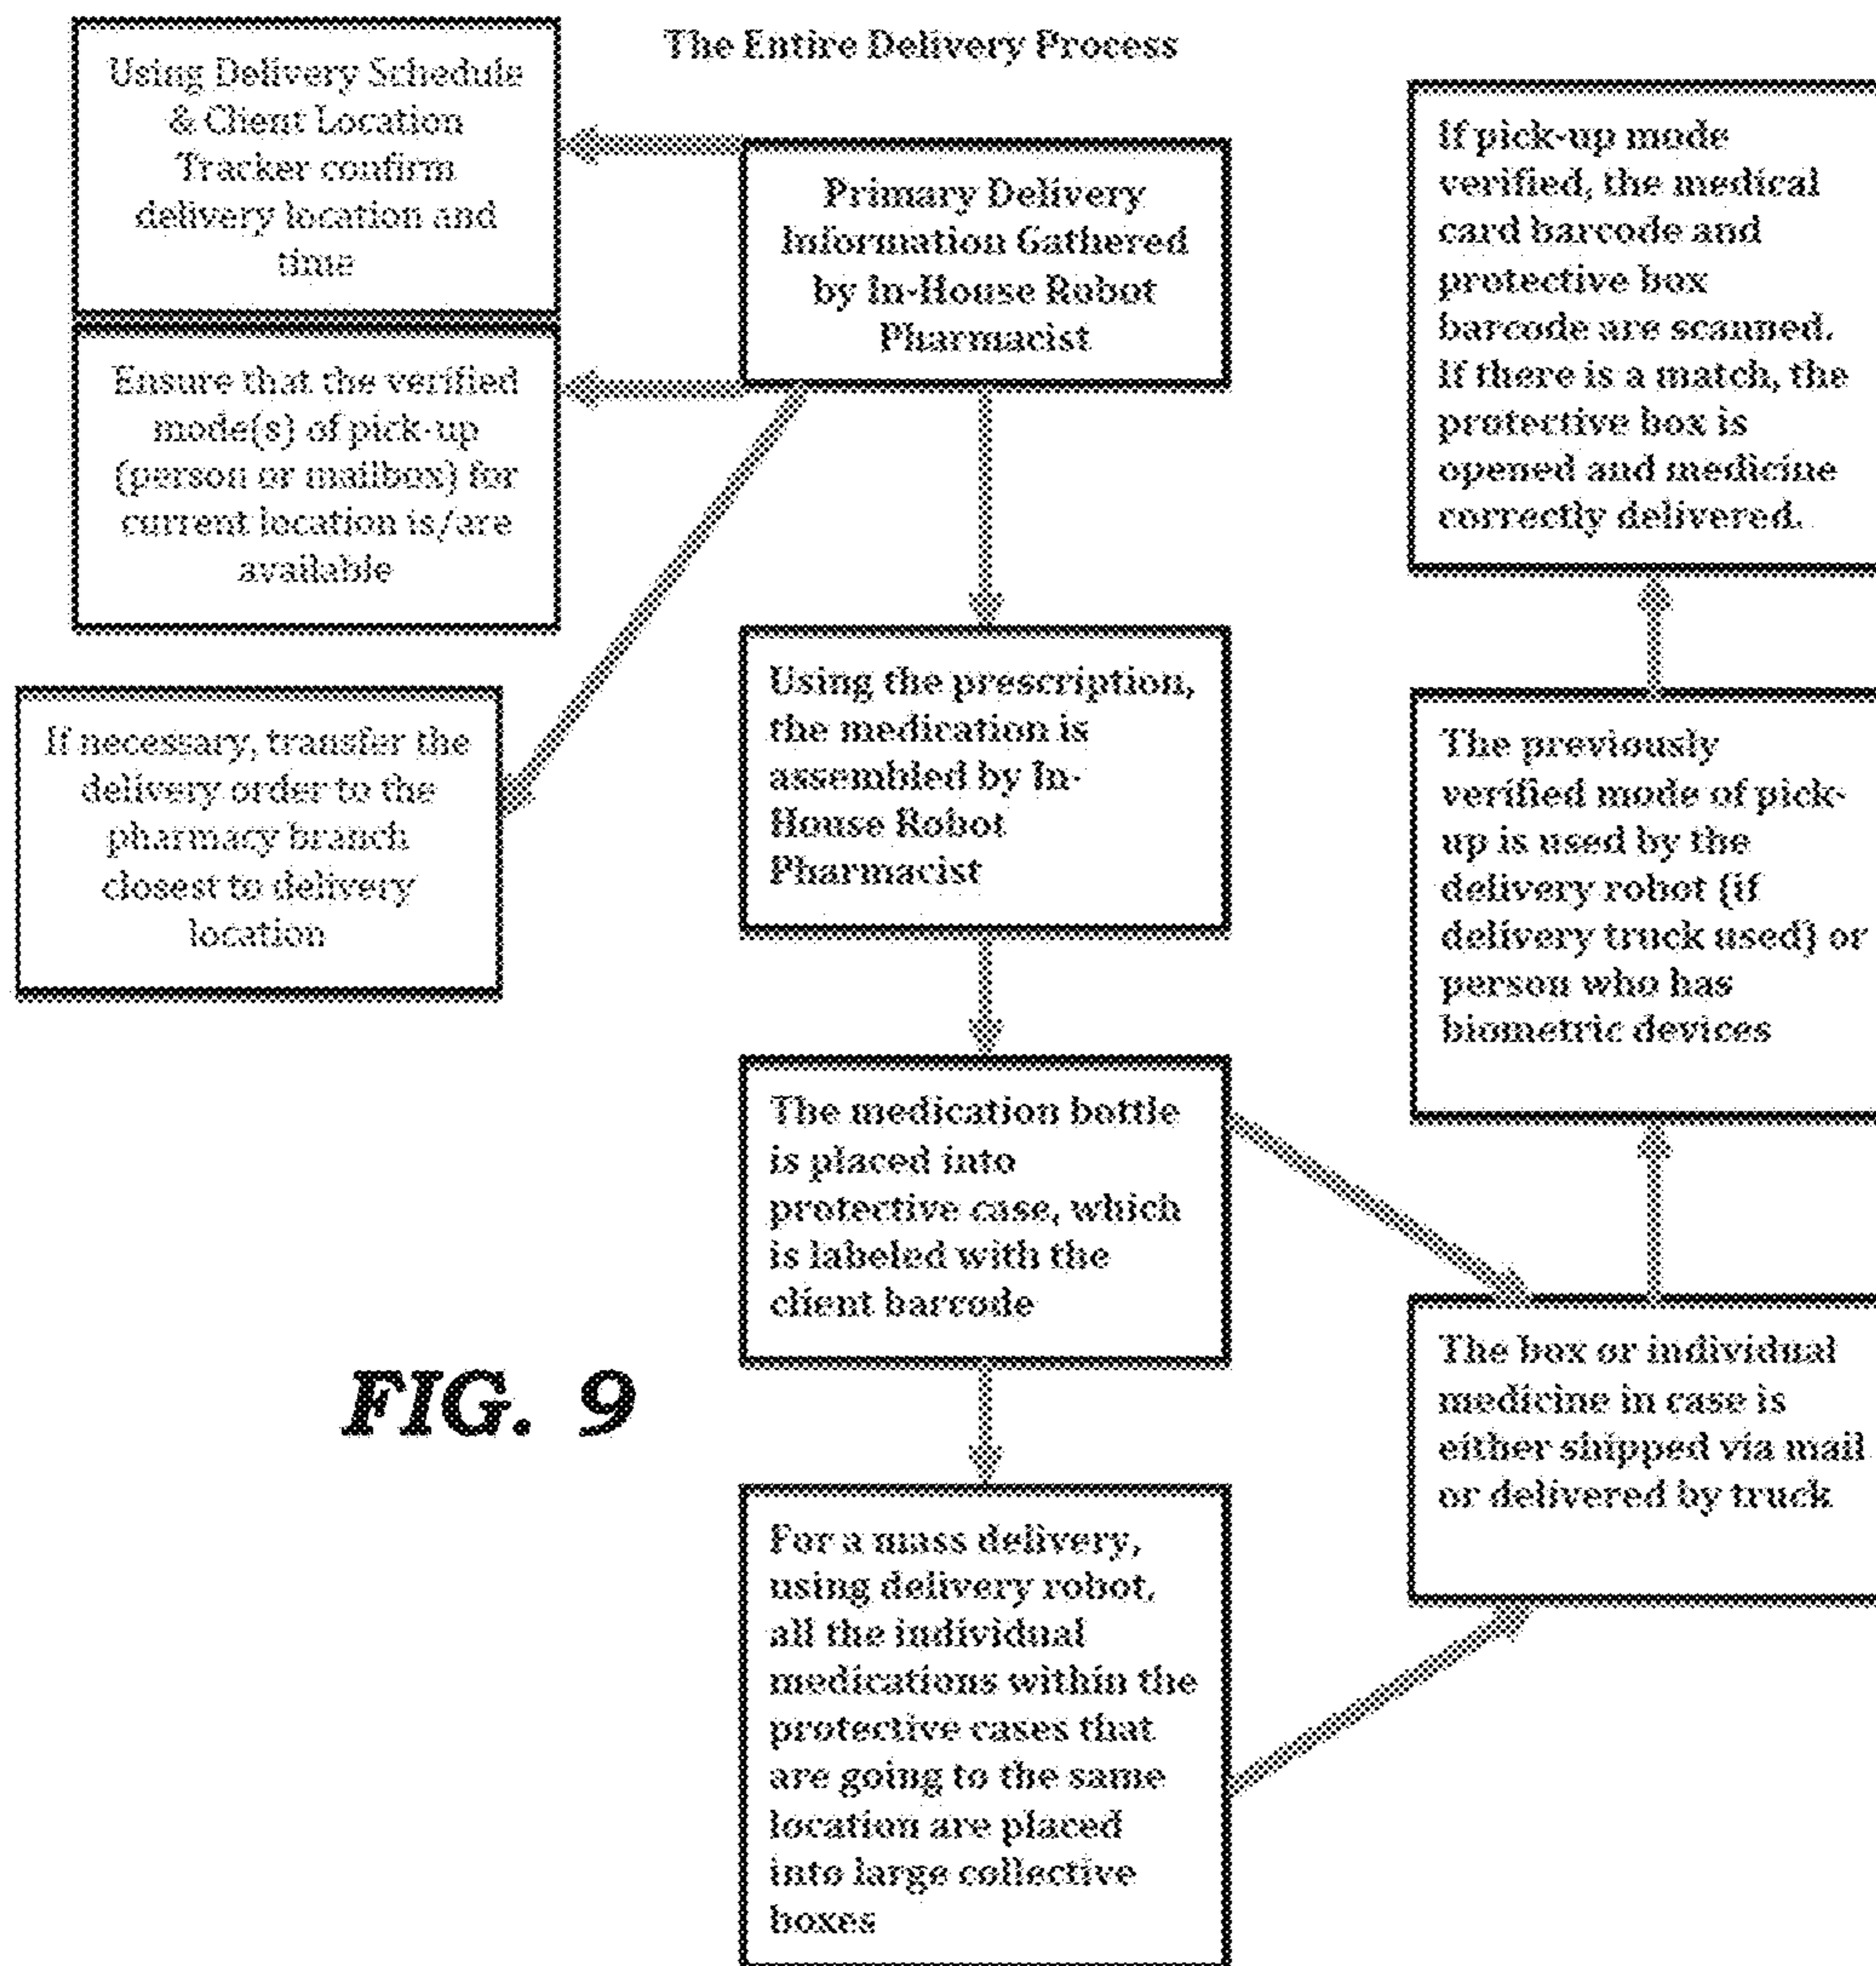 The Entire Delivery Process
Using Delivery Schedule
& Client Location
Tracker confirm
delivery location and
time
Ensure that the verified
mode(s) of pick-up
(person or mailbox) for
current location is/are
available
If necessary, transfer the
delivery order to the
pharmacy branch
closest to delivery
location
Primary Delivery
Information Gathered
by In-House Robot
Pharmacist
Using the prescription,
the medication is
assembled by In-
House Robot
Pharmacist
The medication bottle
is placed into
protective case, which
is labeled with the
client barcode
For a mass delivery,
using delivery robot,
all the individual
medications within the
protective cases that
are going to the same
location are placed
into large collective
boxes
The box or individual
medicine in case is
either shipped via mail
or delivered by truck
The previously
verified mode of pick-
up is used by the
delivery robot (if
delivery truck used) or
person who has
biometric devices
If pick-up mode
verified, the medical
card barcode and
protective box
barcode are scanned.
If there is a match, the
protective box is
opened and medicine
correctly delivered.
FIG. 9